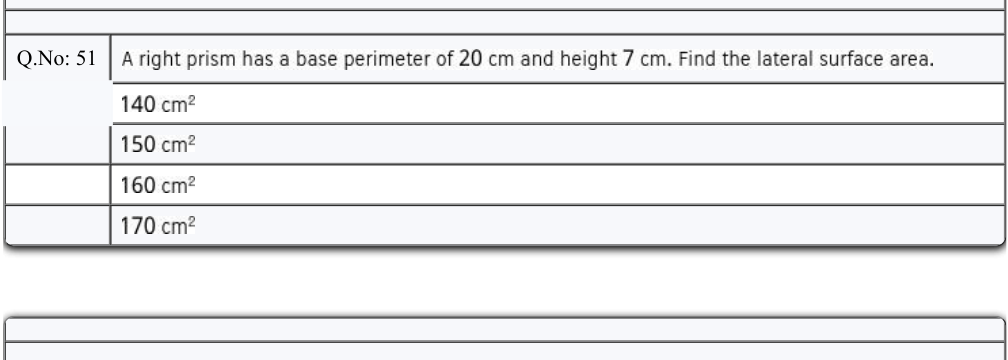 Q.No: 51 A right prism has a base perimeter of 20 cm and height 7 cm. Find the lateral surface area.
140 cm²
150 cm²
160 cm²
170 cm²